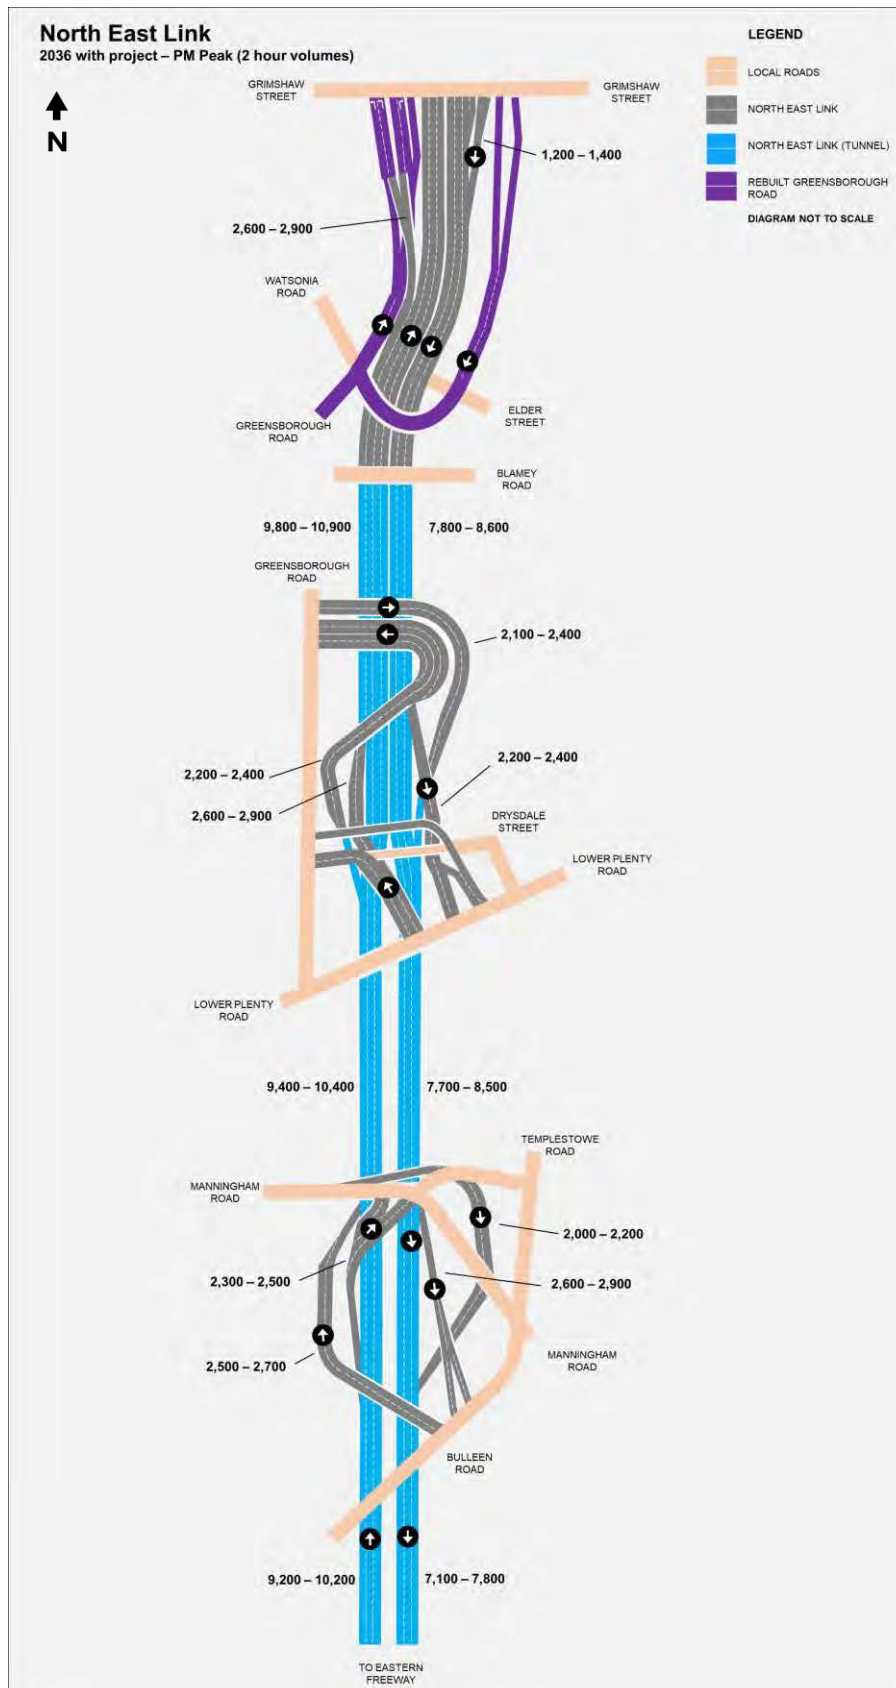 North East Link
2036 with project – PM Peak (2 hour volumes)
LEGEND
LOCAL ROADS
NORTH EAST LINK
NORTH EAST LINK (TUNNEL)
REBUILT GREENSBOROUGH
ROAD
DIAGRAM NOT TO SCALE
N
GRIMSHAW
STREET
GRIMSHAW
STREET
1,200 – 1,400
2,600 – 2,900
WATSONIA
ROAD
GREENSBOROUGH
ROAD
ELDER
STREET
BLAMEY
ROAD
9,800 – 10,900
7,800 – 8,600
GREENSBOROUGH
ROAD
2,100 – 2,400
2,200 – 2,400
2,200 – 2,400
2,600 – 2,900
DRYSDALE
STREET
LOWER PLENTY
ROAD
LOWER PLENTY
ROAD
9,400 – 10,400
7,700 – 8,500
TEMPLESTOWE
ROAD
MANNINGHAM
ROAD
2,000 – 2,200
2,300 – 2,500
2,600 – 2,900
MANNINGHAM
ROAD
2,500 – 2,700
BULLEEN
ROAD
9,200 – 10,200
7,100 – 7,800
TO EASTERN
FREEWAY